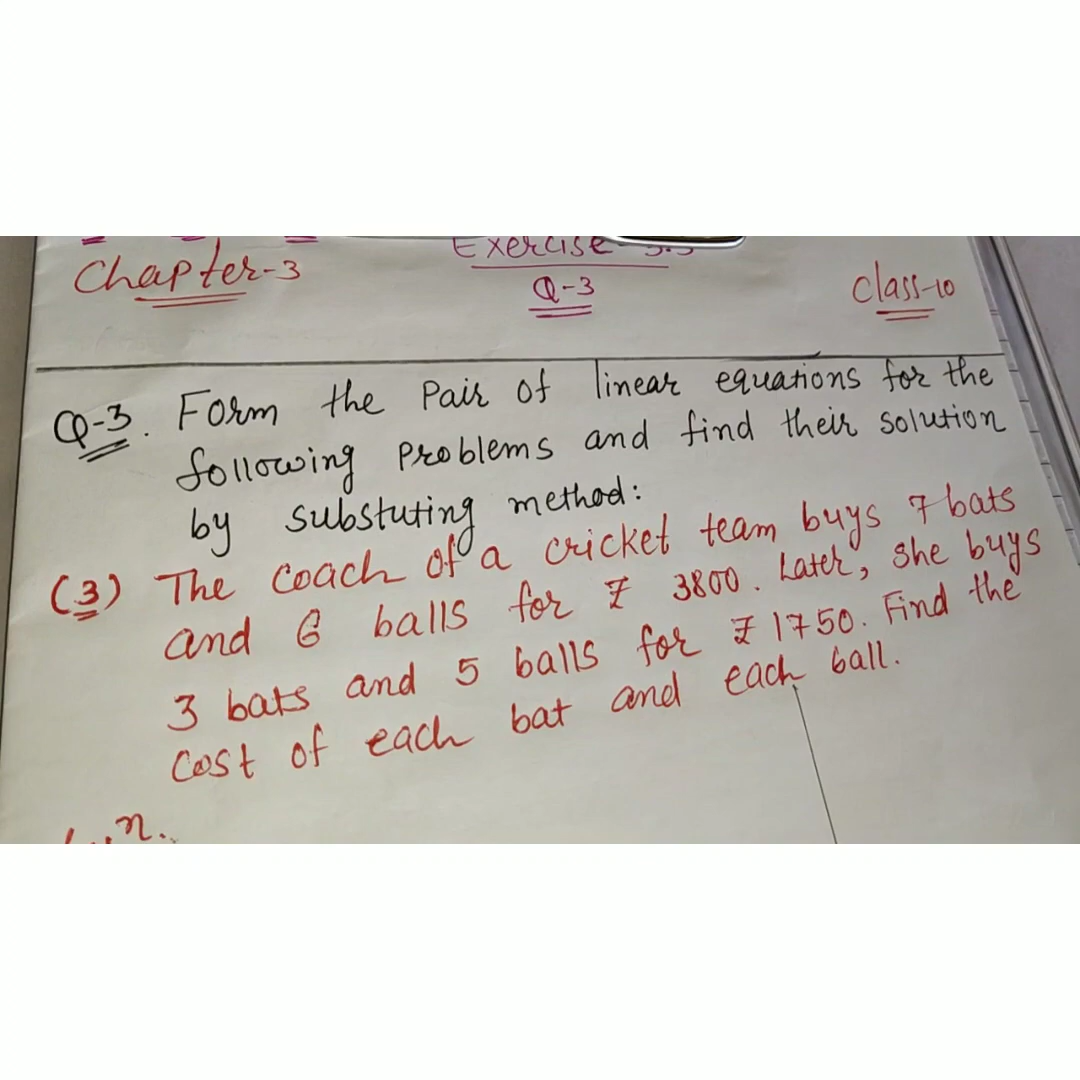 Chapter-3
Exercise
Q-3
Class-10
Q-3. Form the Pair of linear equations for the
following Problems and find their solution
by substuting method:
(3) The coach of a cricket team buys 7 bats
and 6 balls for ₹ 3800. Later, she buys
3 bats and 5 balls for ₹ 1750. Find the
Cost of each bat and each ball.